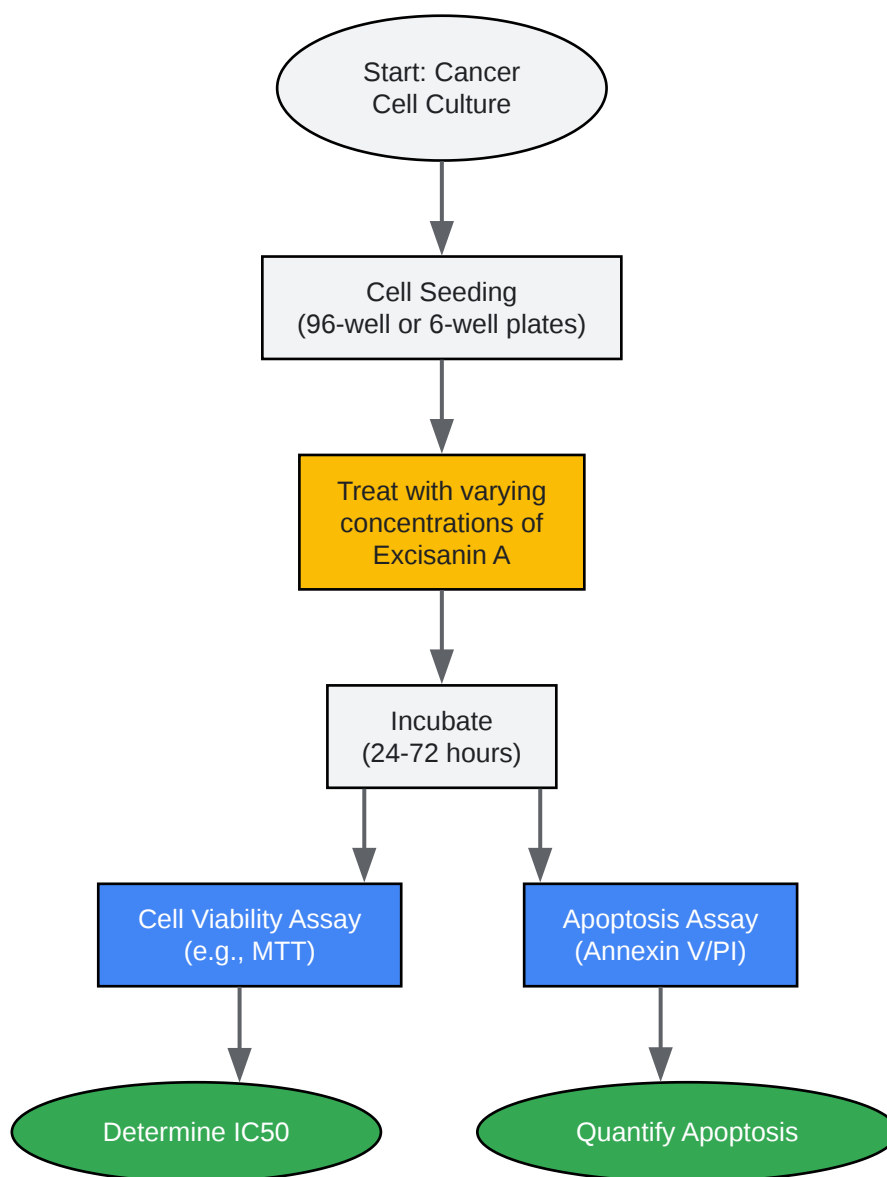 Start: Cancer
Cell Culture
Cell Seeding
(96-well or 6-well plates)
Treat with varying
concentrations of
Excisanin A
Incubate
(24-72 hours)
Cell Viability Assay
(e.g., MTT)
Apoptosis Assay
(Annexin V/PI)
Determine IC50
Quantify Apoptosis